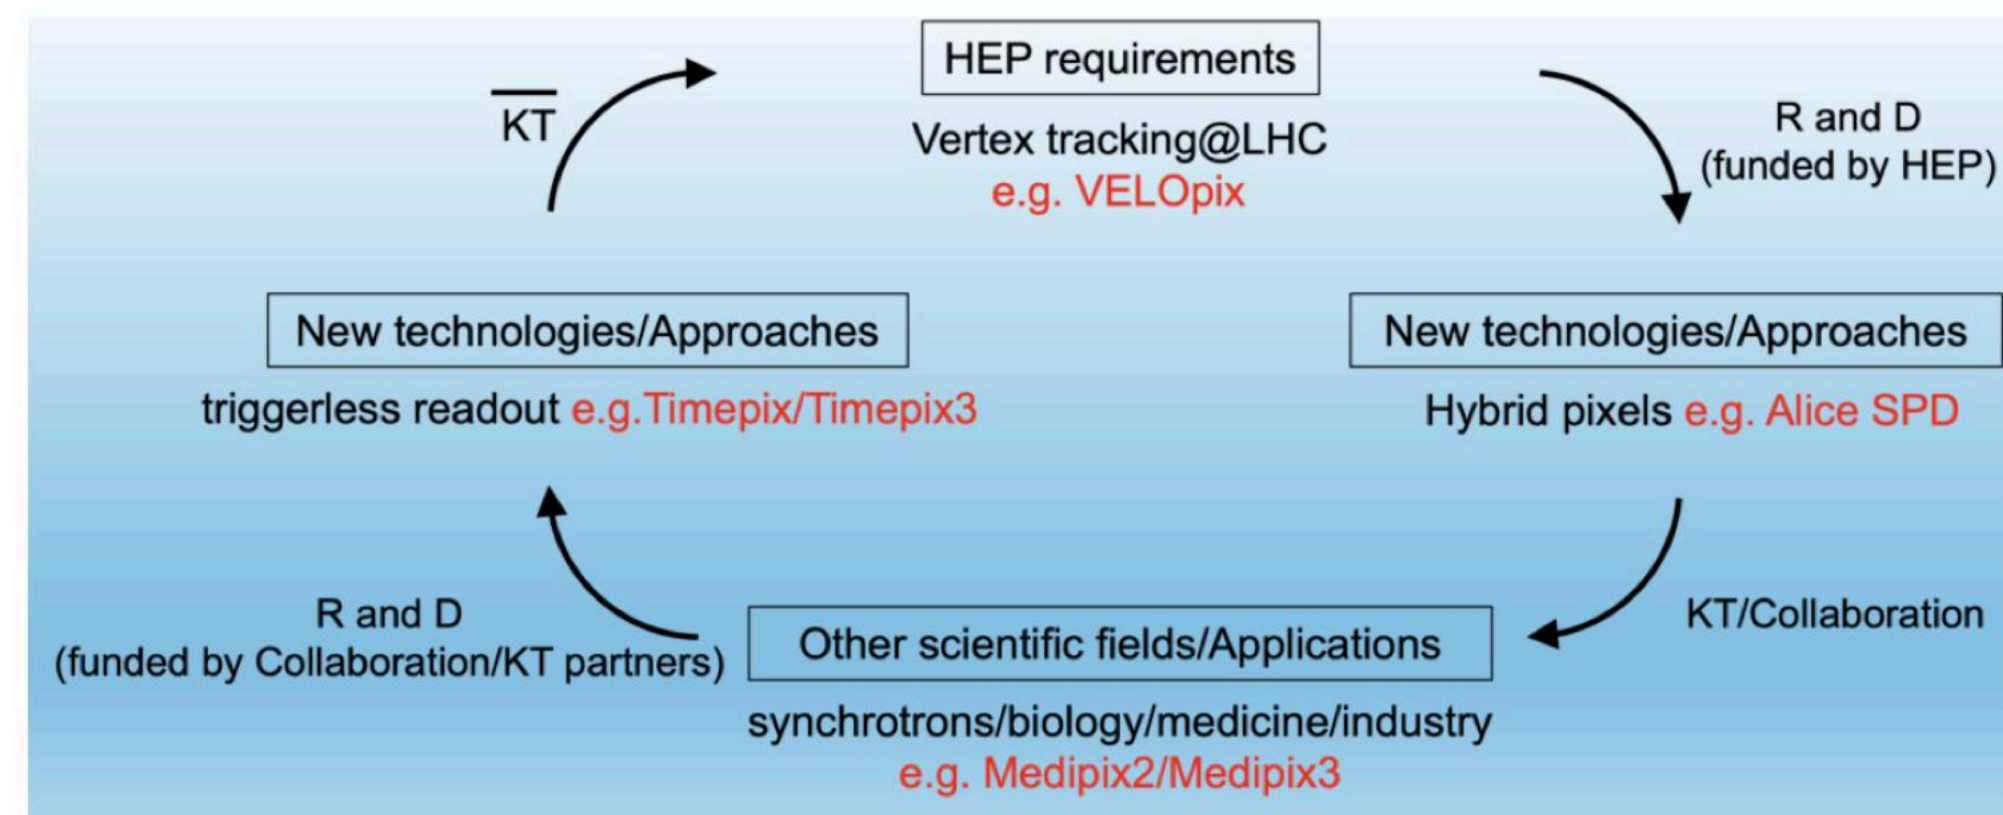 HEP requirements
Vertex tracking@LHC
e.g. VELOpix
K̅T̅
R and D
(funded by HEP)
New technologies/Approaches
triggerless readout e.g.Timepix/Timepix3
New technologies/Approaches
Hybrid pixels e.g. Alice SPD
R and D
(funded by Collaboration/KT partners)
KT/Collaboration
Other scientific fields/Applications
synchrotrons/biology/medicine/industry
e.g. Medipix2/Medipix3